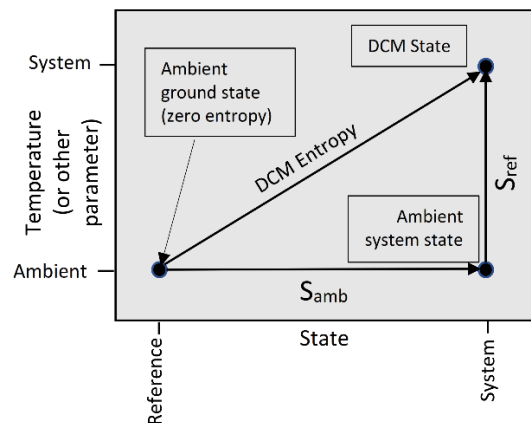 DCM State
System
Ambient
ground state
(zero entropy)
Temperature
(or other
parameter)
DCM Entropy
Sref
Ambient
system state
Ambient
Samb
State
Reference
System